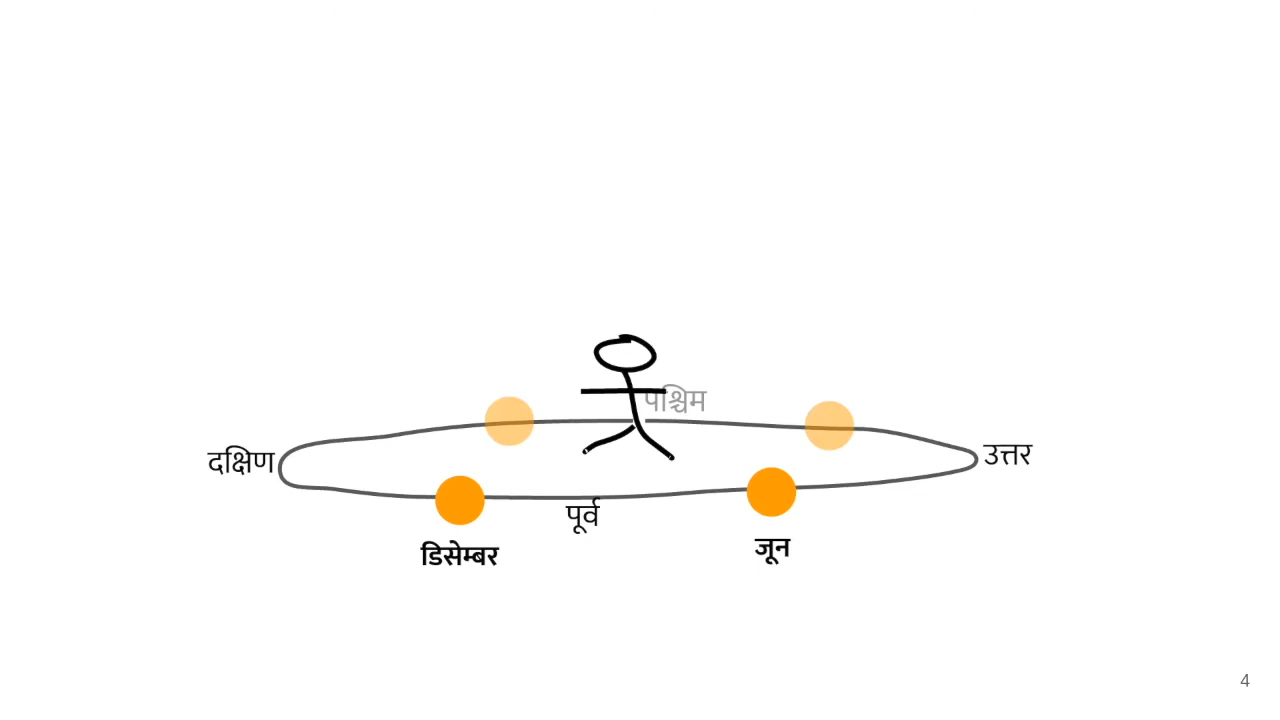 पश्चिम
दक्षिण
उत्तर
पूर्व
डिसेम्बर
जून
4